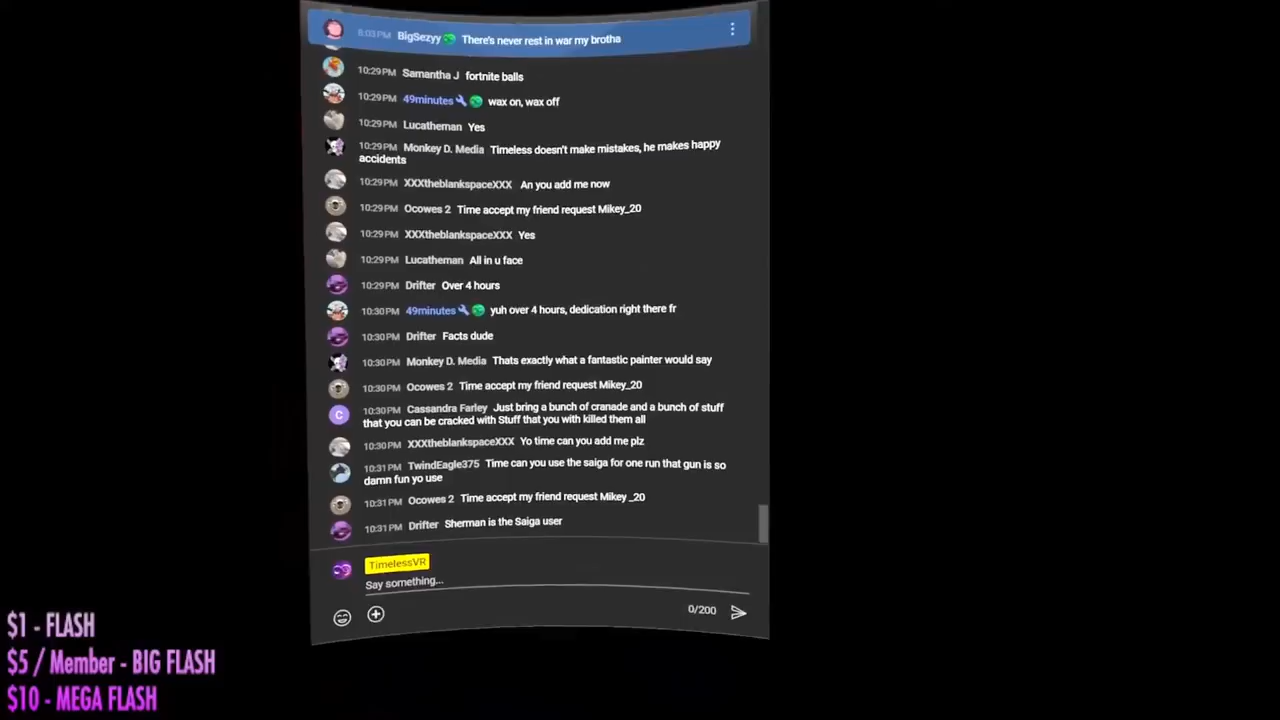 8:03 PM BigSezyy There's never rest in war my brotha
10:29 PM Samantha J fortnite balls
10:29 PM 49minutes wax on, wax off
10:29 PM Lucatheman Yes
10:29 PM Monkey D. Media Timeless doesn't make mistakes, he makes happy
accidents
10:29 PM XXXtheblankspaceXXX An you add me now
10:29 PM Ocowes 2 Time accept my friend request Mikey_20
10:29 PM XXXtheblankspaceXXX Yes
10:29 PM Lucatheman All in u face
10:29 PM Drifter Over 4 hours
10:30 PM 49minutes yuh over 4 hours, dedication right there fr
10:30 PM Drifter Facts dude
10:30 PM Monkey D. Media Thats exactly what a fantastic painter would say
10:30 PM Ocowes 2 Time accept my friend request Mikey_20
C
10:30 PM Cassandra Farley Just bring a bunch of cranade and a bunch of stuff
that you can be cracked with Stuff that you with killed them all
10:30 PM XXXtheblankspaceXXX Yo time can you add me plz
10:31 PM TwindEagle375 Time can you use the saiga for one run that gun is so
damn fun yo use
10:31 PM Ocowes 2 Time accept my friend request Mikey _20
10:31 PM Drifter Sherman is the Saiga user
TimelessVR
Say something...
0/200
$1 - FLASH
$5 / Member - BIG FLASH
$10 - MEGA FLASH